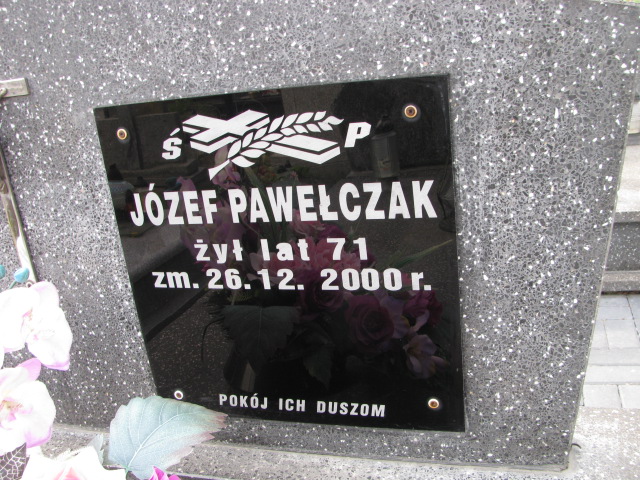 Ś P
JÓZEF PAWEŁCZAK
żył lat 71
zm. 26.12. 2000 r.
POKÓJ ICH DUSZOM